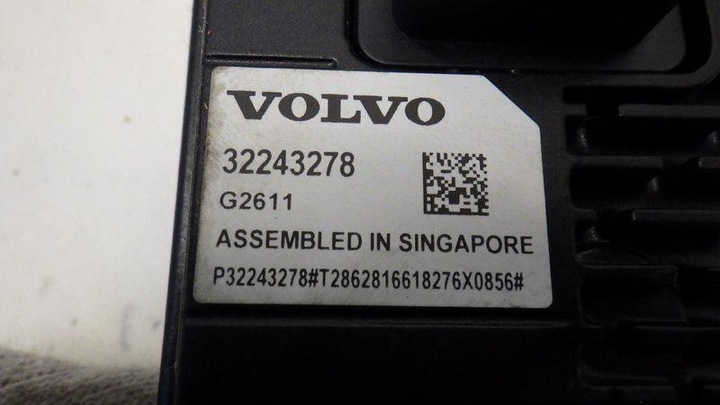 VOLVO
32243278
G2611
ASSEMBLED IN SINGAPORE
P32243278#T2862816618276X0856#